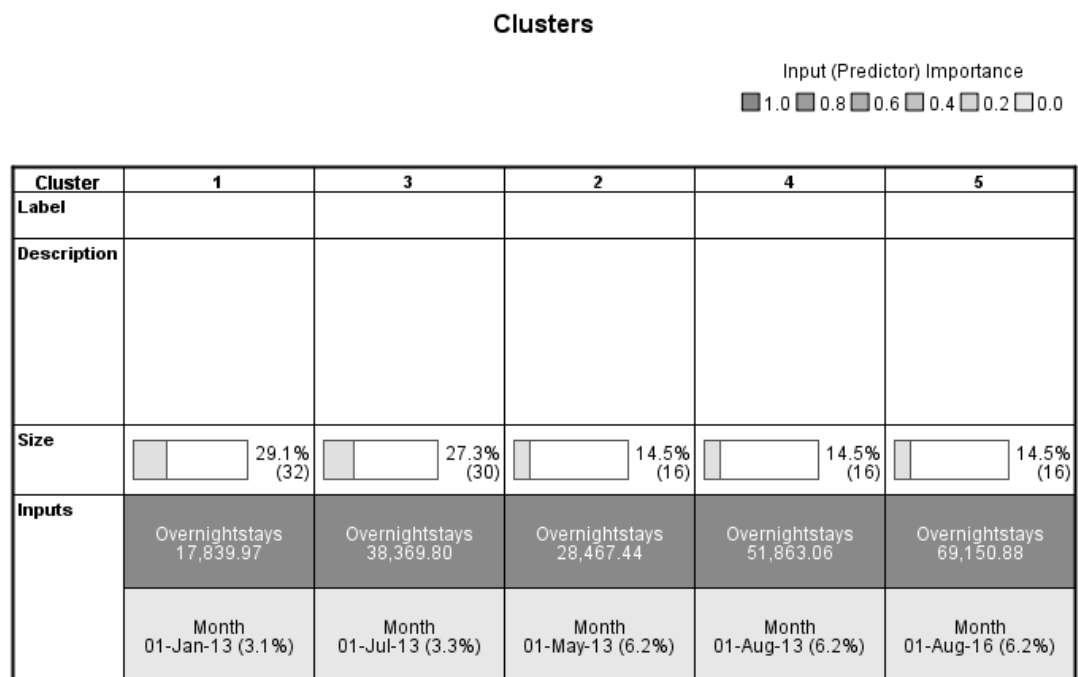 Clusters
Input (Predictor) Importance
1.0 0.8 0.6 0.4 0.2 0.0
Cluster 1 3 2 4 5
Label
Description
Size
29.1% 27.3% 14.5% 14.5% 14.5%
(32) (30) (16) (16) (16)
Inputs
Overnightstays Overnightstays Overnightstays Overnightstays Overnightstays
17,839.97 38,369.80 28,467.44 51,863.06 69,150.88
Month Month Month Month Month
01-Jan-13 (3.1%) 01-Jul-13 (3.3%) 01-May-13 (6.2%) 01-Aug-13 (6.2%) 01-Aug-16 (6.2%)